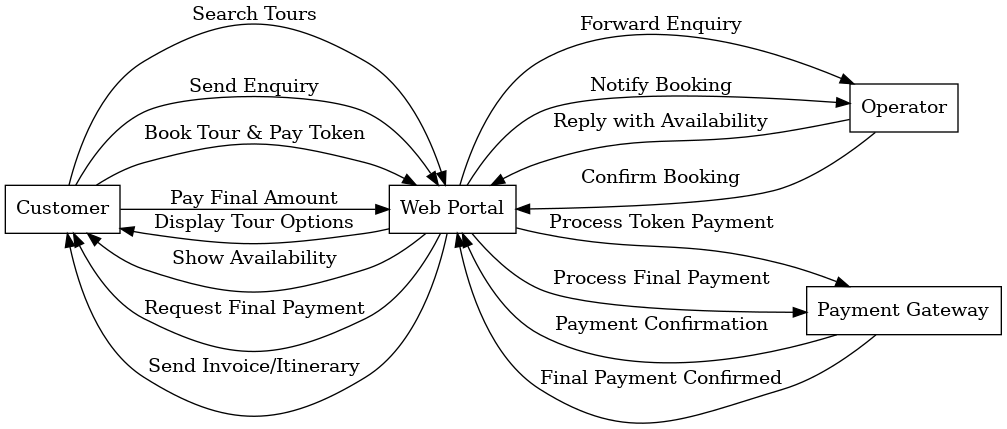 Search Tours
Forward Enquiry
Send Enquiry
Notify Booking
Operator
Book Tour & Pay Token
Reply with Availability
Confirm Booking
Pay Final Amount
Customer
Web Portal
Display Tour Options
Process Token Payment
Show Availability
Process Final Payment
Request Final Payment
Payment Gateway
Payment Confirmation
Send Invoice/Itinerary
Final Payment Confirmed